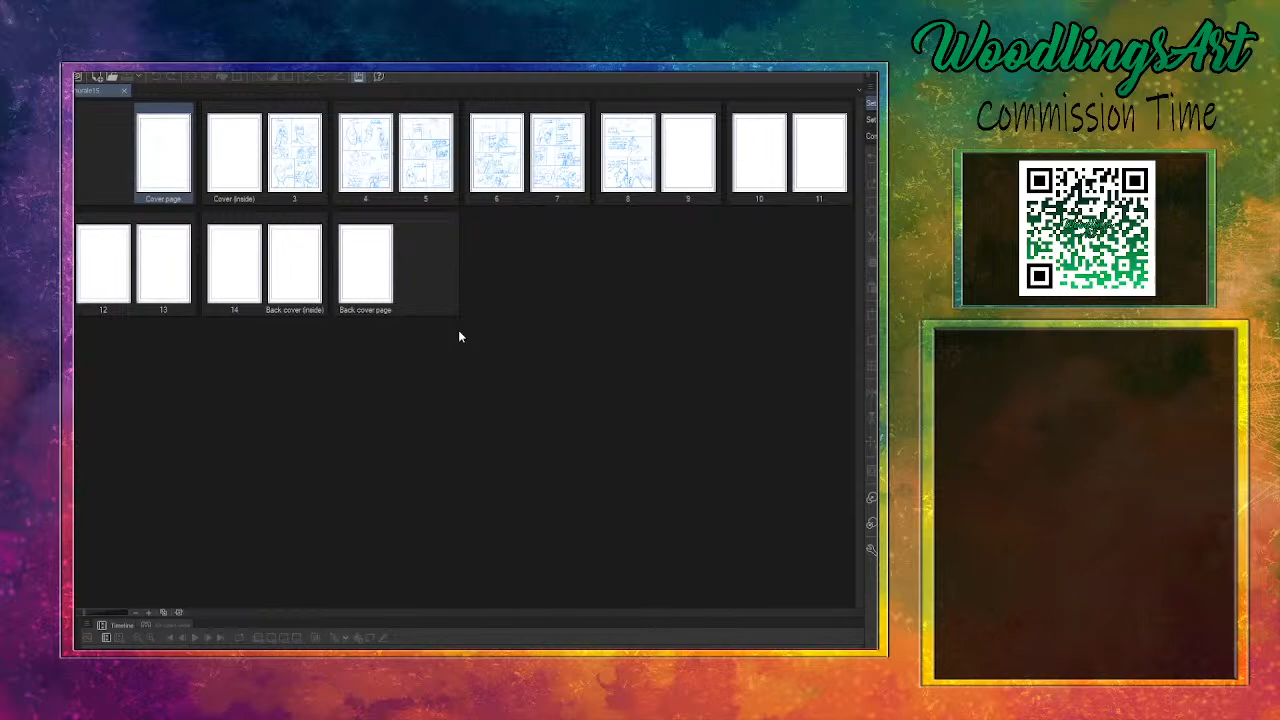 WoodlingsArt
Commission Time
Cover page
Cover (inside)
3
4
5
6
7
8
9
10
11
12
13
14
Back cover (inside)
Back cover page
Timeline